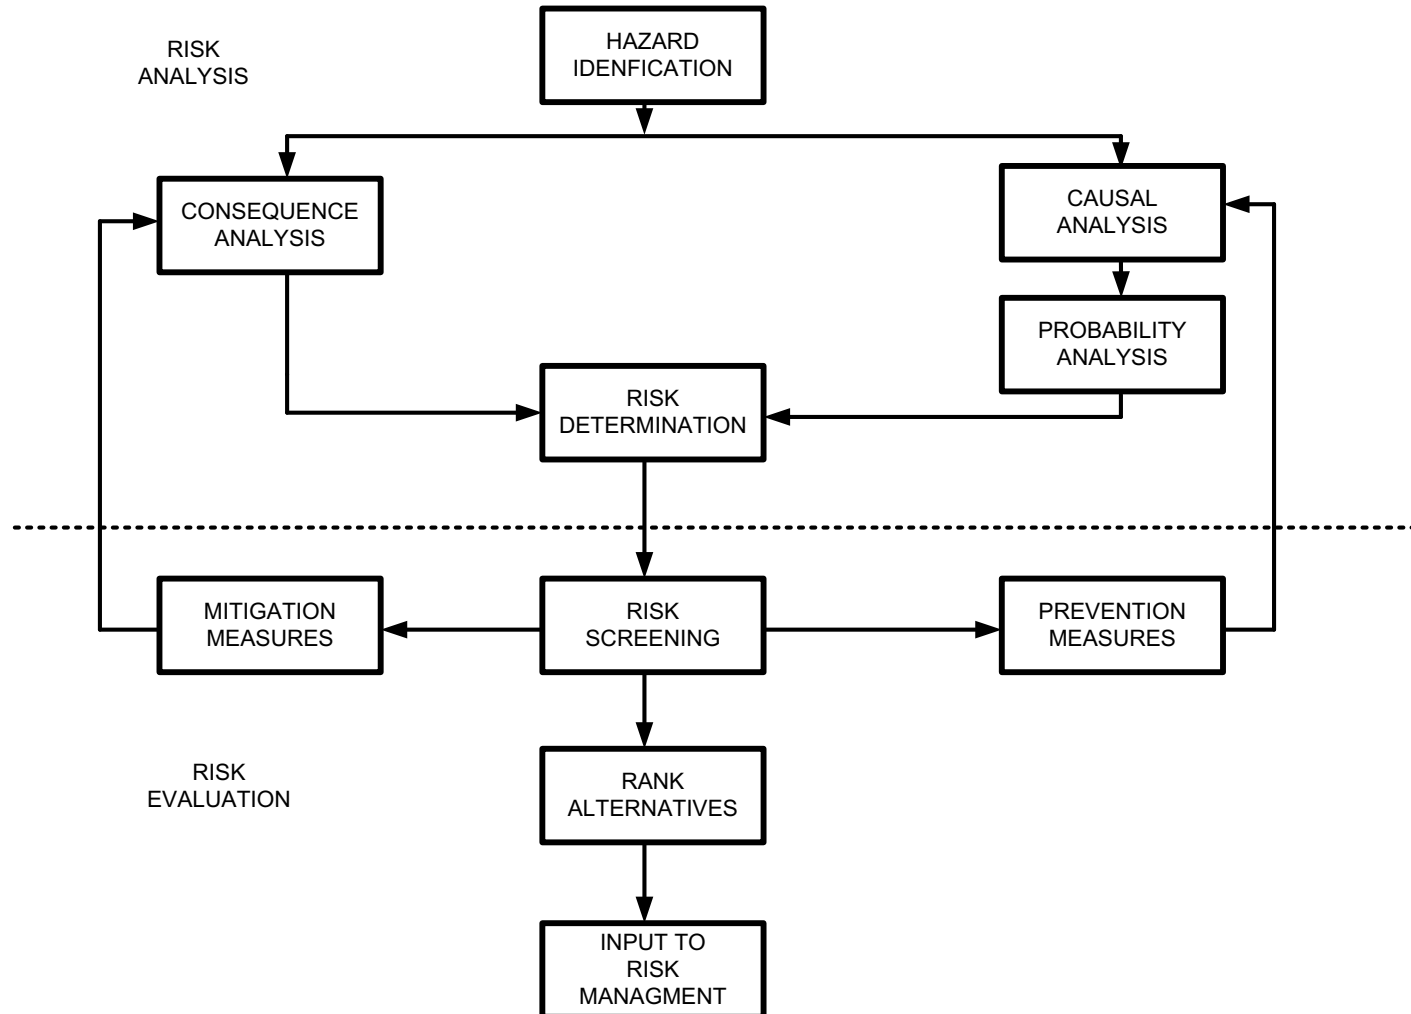 RISK
ANALYSIS
HAZARD
IDENFICATION
CONSEQUENCE
ANALYSIS
CAUSAL
ANALYSIS
PROBABILITY
ANALYSIS
RISK
DETERMINATION
MITIGATION
MEASURES
RISK
SCREENING
PREVENTION
MEASURES
RISK
EVALUATION
RANK
ALTERNATIVES
INPUT TO
RISK
MANAGMENT